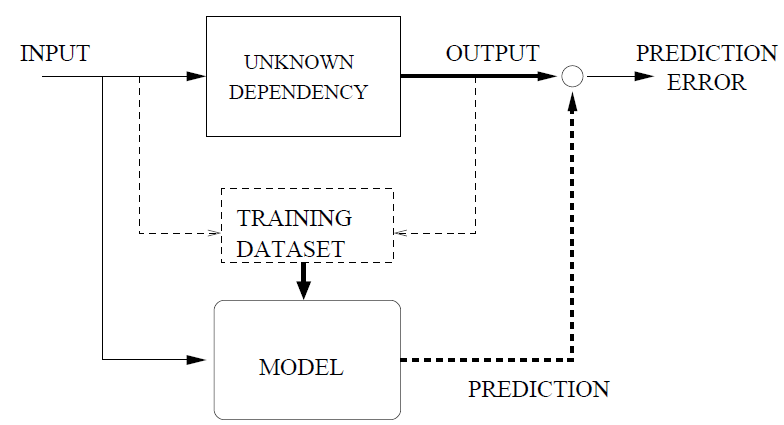 INPUT
UNKNOWN
DEPENDENCY
OUTPUT
PREDICTION
ERROR
TRAINING
DATASET
MODEL
PREDICTION